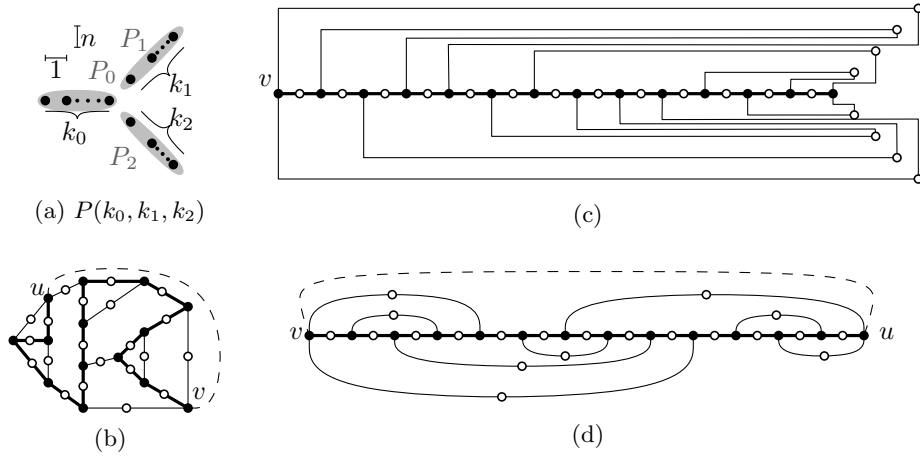 n
P₁
1
P₀
k₁
k₀
k₂
P₂
(a) P(k₀, k₁, k₂)
v
(c)
u
v
(b)
v
u
(d)